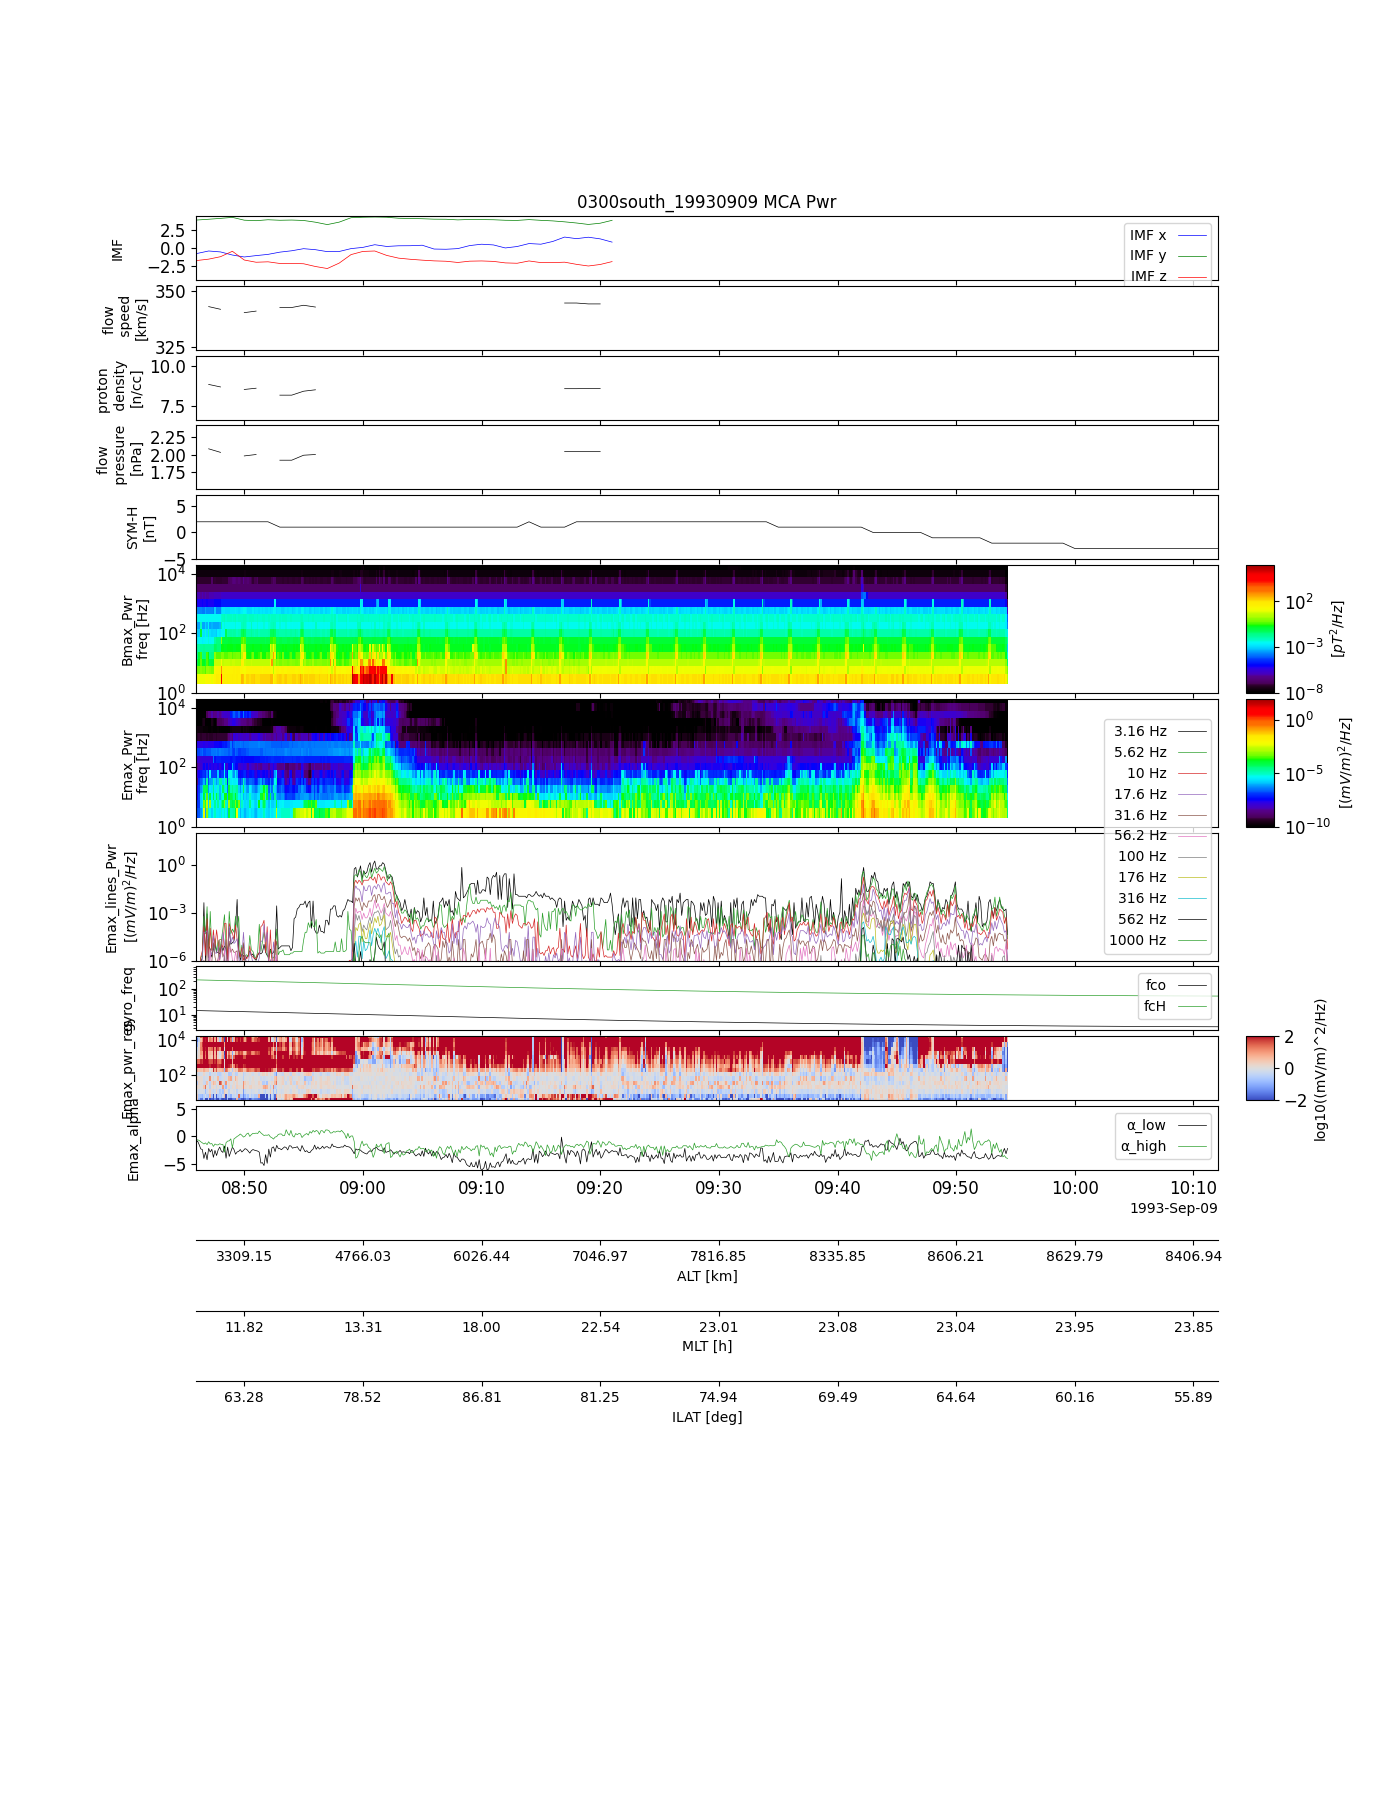 0300south_19930909 MCA Pwr
IMF
2.5
0.0
−2.5
IMF x
IMF y
IMF z
flow
speed
[km/s]
350
325
proton
density
[n/cc]
10.0
7.5
flow
pressure
[nPa]
2.25
2.00
1.75
SYM-H
[nT]
5
0
−5
Bmax_Pwr
freq [Hz]
10^4
10^2
10^0
10^2
10^−3
10^−8
[pT^2/Hz]
Emax_Pwr
freq [Hz]
10^4
10^2
10^0
10^0
10^−5
10^−10
[(mV/m)^2/Hz]
3.16 Hz
5.62 Hz
10 Hz
17.6 Hz
31.6 Hz
56.2 Hz
100 Hz
176 Hz
316 Hz
562 Hz
1000 Hz
Emax_lines_Pwr
[(mV/m)^2/Hz]
10^0
10^−3
10^−6
gyro_freq
10^2
10^1
fco
fcH
Emax_pwr_res
10^4
10^2
2
0
−2
log10((mV/m)^2/Hz)
Emax_alpha
5
0
−5
α_low
α_high
08:50 09:00 09:10 09:20 09:30 09:40 09:50 10:00 10:10
1993-Sep-09
3309.15 4766.03 6026.44 7046.97 7816.85 8335.85 8606.21 8629.79 8406.94
ALT [km]
11.82 13.31 18.00 22.54 23.01 23.08 23.04 23.95 23.85
MLT [h]
63.28 78.52 86.81 81.25 74.94 69.49 64.64 60.16 55.89
ILAT [deg]